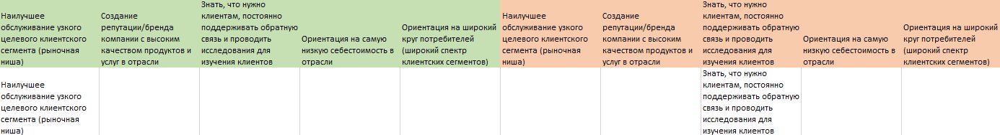 Наилучшее
обслуживание узкого
целевого клиентского
сегмента (рыночная
ниша)
Создание
репутации/бренда
компании с высоким
качеством продуктов и
услуг в отрасли
Знать, что нужно
клиентам, постоянно
поддерживать обратную
связь и проводить
исследования для
изучения клиентов
Ориентация на самую
низкую себестоимость в
отрасли
Ориентация на широкий
круг потребителей
(широкий спектр
клиентских сегментов)
Наилучшее
обслуживание узкого
целевого клиентского
сегмента (рыночная
ниша)
Создание
репутации/бренда
компании с высоким
качеством продуктов и
услуг в отрасли
Знать, что нужно
клиентам, постоянно
поддерживать обратную
связь и проводить
исследования для
изучения клиентов
Ориентация на самую
низкую себестоимость в
отрасли
Ориентация на широкий
круг потребителей
(широкий спектр
клиентских сегментов)
Наилучшее
обслуживание узкого
целевого клиентского
сегмента (рыночная
ниша)
Знать, что нужно
клиентам, постоянно
поддерживать обратную
связь и проводить
исследования для
изучения клиентов